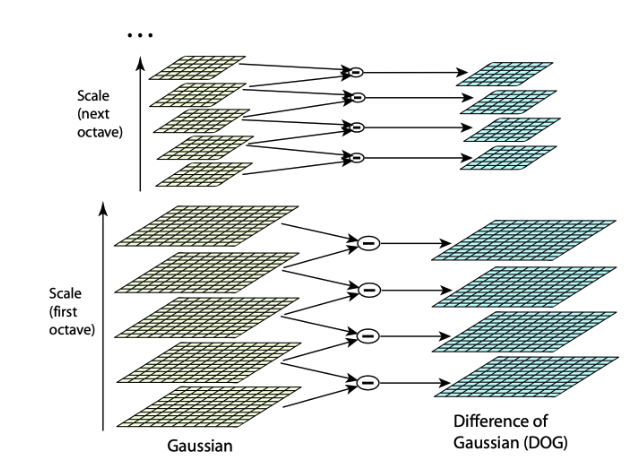 ...
Scale
(next
octave)
Scale
(first
octave)
Gaussian
Difference of
Gaussian (DOG)